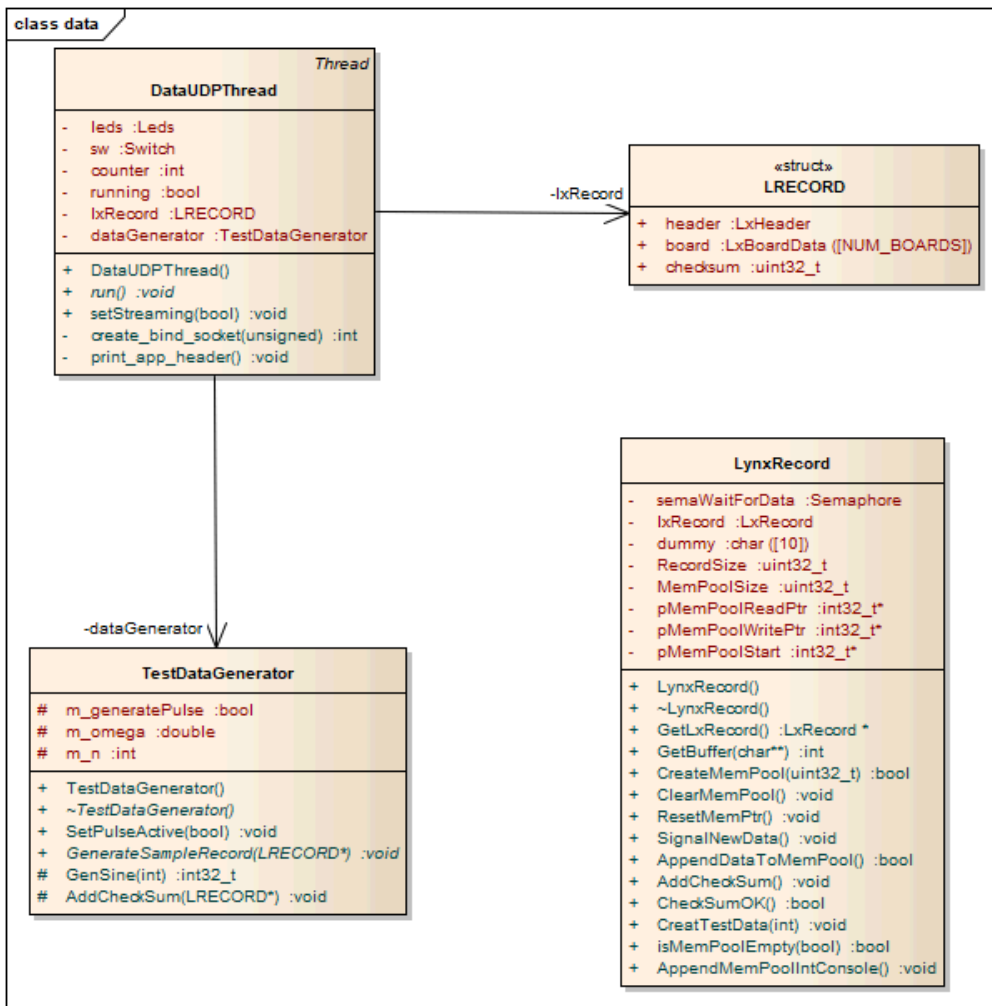 class data
Thread
DataUDPThread
- leds :Leds
- sw :Switch
- counter :int
- running :bool
- lxRecord :LRECORD
- dataGenerator :TestDataGenerator
+ DataUDPThread()
+ run() :void
+ setStreaming(bool) :void
- create_bind_socket(unsigned) :int
- print_app_header() :void
-lxRecord
«struct»
LRECORD
+ header :LxHeader
+ board :LxBoardData ([NUM_BOARDS])
+ checksum :uint32_t
-dataGenerator
TestDataGenerator
# m_generatePulse :bool
# m_omega :double
# m_n :int
+ TestDataGenerator()
+ ~TestDataGenerator()
+ SetPulseActive(bool) :void
+ GenerateSampleRecord(LRECORD*) :void
# GenSine(int) :int32_t
# AddCheckSum(LRECORD*) :void
LynxRecord
- semaWaitForData :Semaphore
- lxRecord :LxRecord
- dummy :char ([10])
- RecordSize :uint32_t
- MemPoolSize :uint32_t
- pMemPoolReadPtr :int32_t*
- pMemPoolWritePtr :int32_t*
- pMemPoolStart :int32_t*
+ LynxRecord()
+ ~LynxRecord()
+ GetLxRecord() :LxRecord *
+ GetBuffer(char**) :int
+ CreateMemPool(uint32_t) :bool
+ ClearMemPool() :void
+ ResetMemPtr() :void
+ SignalNewData() :void
+ AppendDataToMemPool() :bool
+ AddCheckSum() :void
+ CheckSumOK() :bool
+ CreatTestData(int) :void
+ isMemPoolEmpty(bool) :bool
+ AppendMemPoolIntConsole() :void